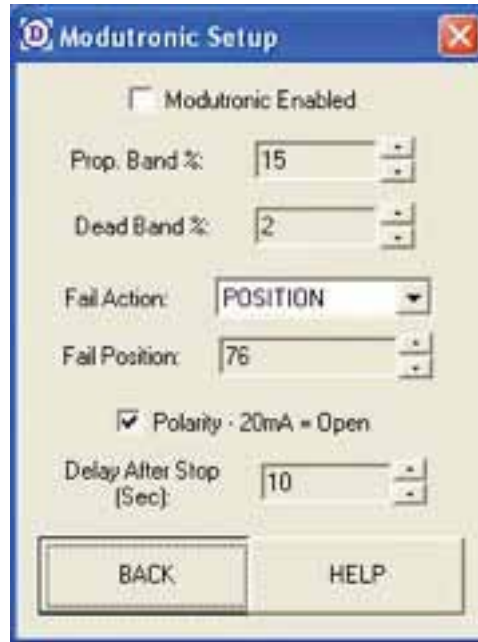 D Modutronic Setup
Modutronic Enabled
Prop. Band %: 15
Dead Band %: 2
Fail Action: POSITION
Fail Position: 76
Polarity - 20mA = Open
Delay After Stop
(Sec): 10
BACK HELP